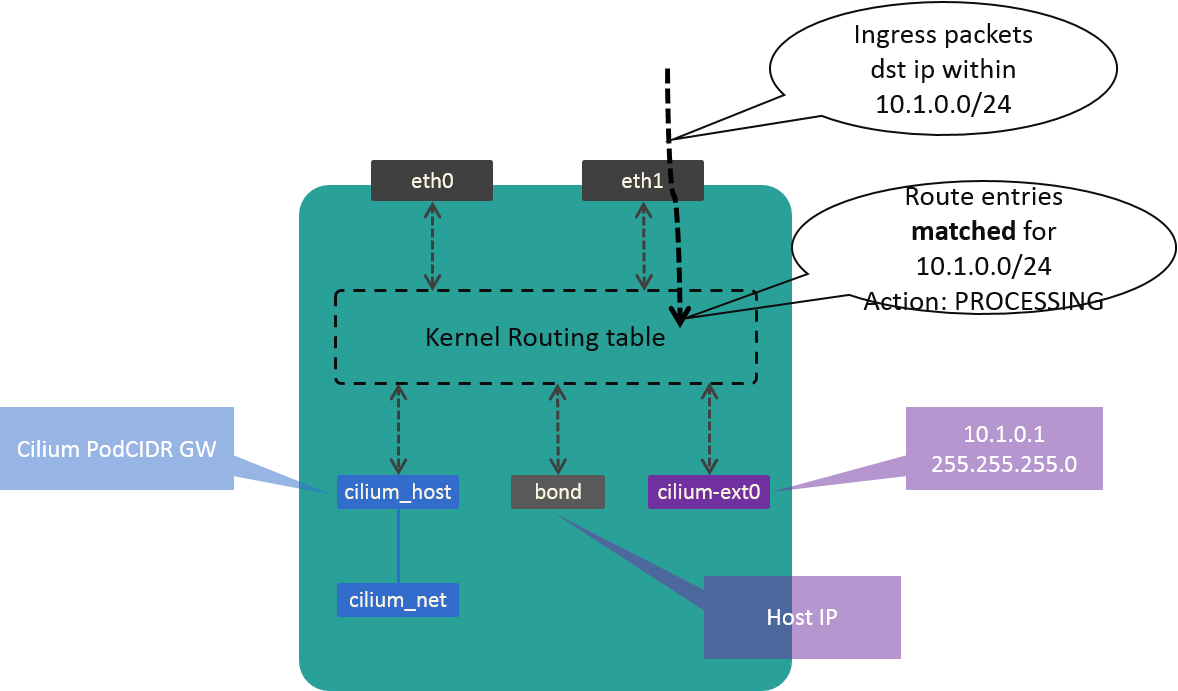 Ingress packets
dst ip within
10.1.0.0/24
eth0
eth1
Route entries
matched for
10.1.0.0/24
Action: PROCESSING
Kernel Routing table
Cilium PodCIDR GW
10.1.0.1
255.255.255.0
cilium_host
bond
cilium-ext0
cilium_net
Host IP